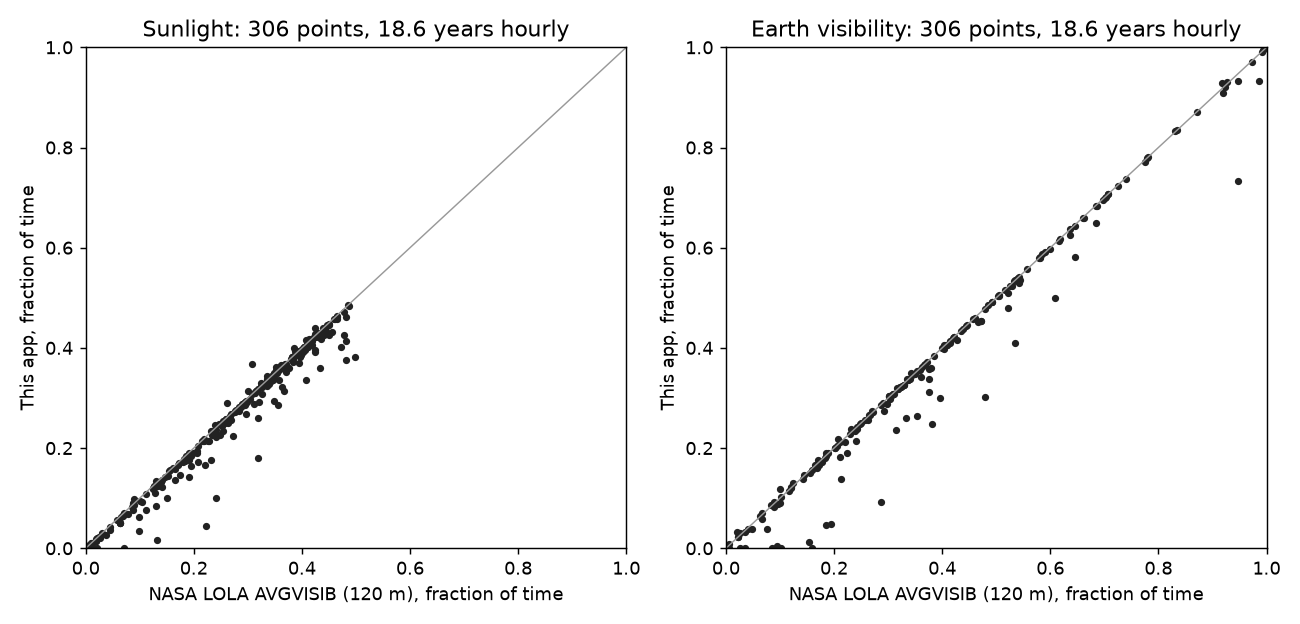 Sunlight: 306 points, 18.6 years hourly
This app, fraction of time
1.0
0.8
0.6
0.4
0.2
0.0
0.0 0.2 0.4 0.6 0.8 1.0
NASA LOLA AVGVISIB (120 m), fraction of time
Earth visibility: 306 points, 18.6 years hourly
This app, fraction of time
1.0
0.8
0.6
0.4
0.2
0.0
0.0 0.2 0.4 0.6 0.8 1.0
NASA LOLA AVGVISIB (120 m), fraction of time